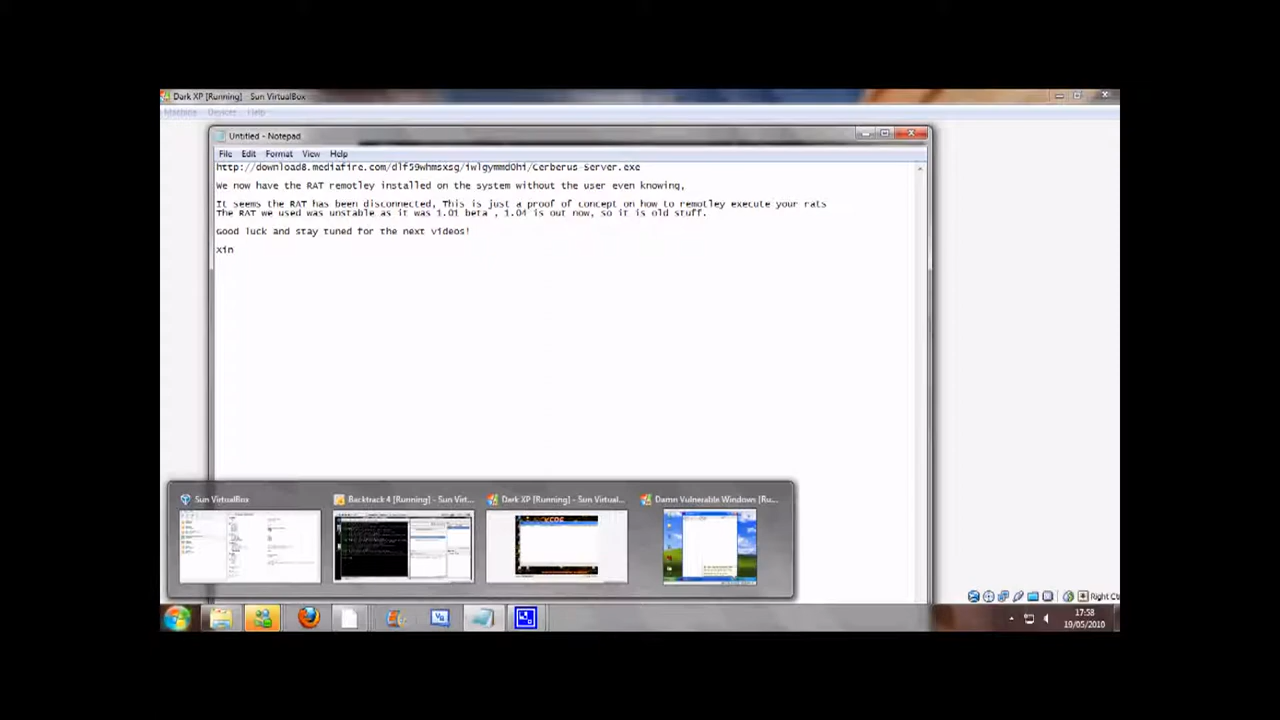 Dark XP [Running] Sun VirtualBox
Machine Devices Help
Untitled - Notepad
File Edit Format View Help
http://download8.mediafire.com/dlf59whmsxsg/iwlgymmd0hi/Cerberus Server.exe
We now have the RAT remotley installed on the system without the user even knowing,
It seems the RAT has been disconnected, This is just a proof of concept on how to remotley execute your rats
The RAT we used was unstable as it was 1.01 beta , 1.04 is out now, so it is old stuff.
Good luck and stay tuned for the next videos!
xin
Sun VirtualBox
Backtrack 4 [Running] - Sun Virt...
Dark XP [Running] - Sun Virtual...
Damn Vulnerable Windows [Ru...
Right Ct
17:58
19/05/2010